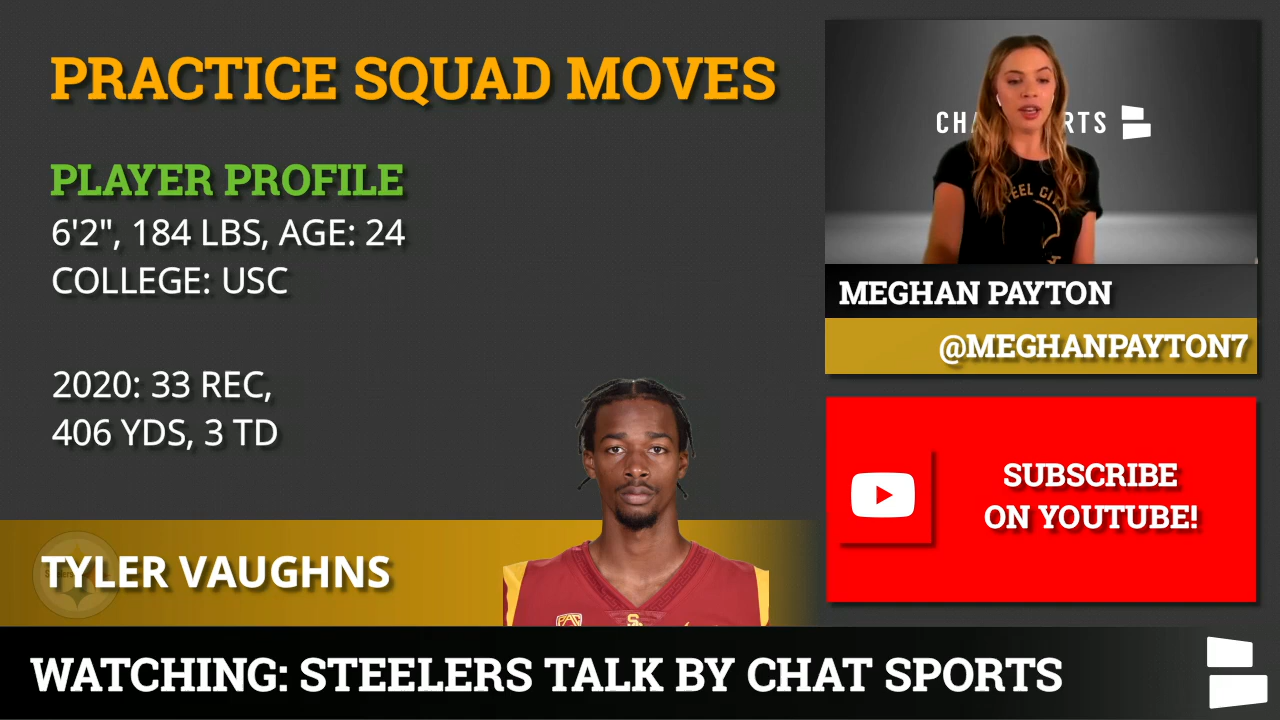 PRACTICE SQUAD MOVES
PLAYER PROFILE
6'2", 184 LBS, AGE: 24
COLLEGE: USC
2020: 33 REC,
406 YDS, 3 TD
TYLER VAUGHNS
MEGHAN PAYTON
@MEGHANPAYTON7
SUBSCRIBE
ON YOUTUBE!
WATCHING: STEELERS TALK BY CHAT SPORTS